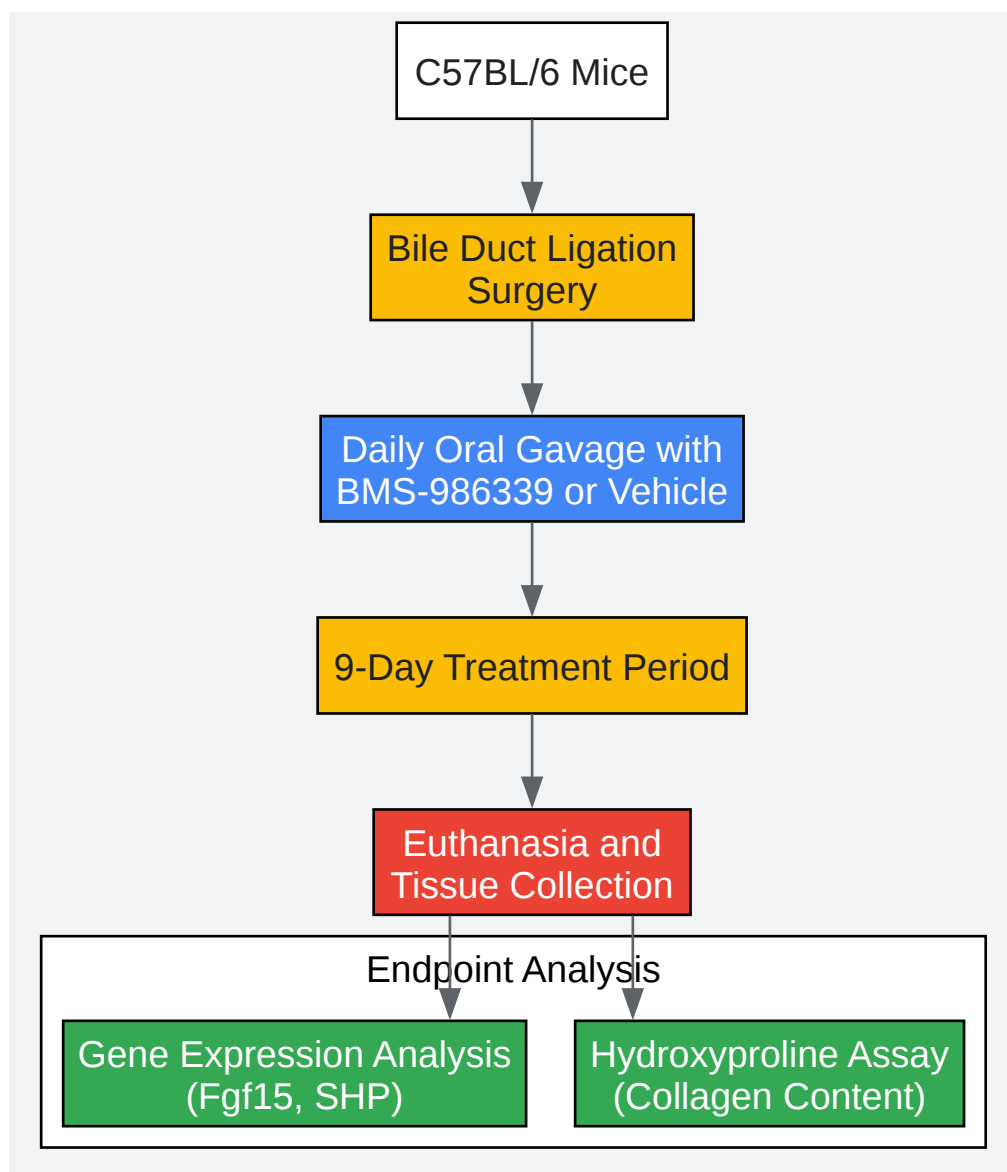 C57BL/6 Mice
Bile Duct Ligation
Surgery
Daily Oral Gavage with
BMS-986339 or Vehicle
9-Day Treatment Period
Euthanasia and
Tissue Collection
Endpoint Analysis
Gene Expression Analysis
(Fgf15, SHP)
Hydroxyproline Assay
(Collagen Content)